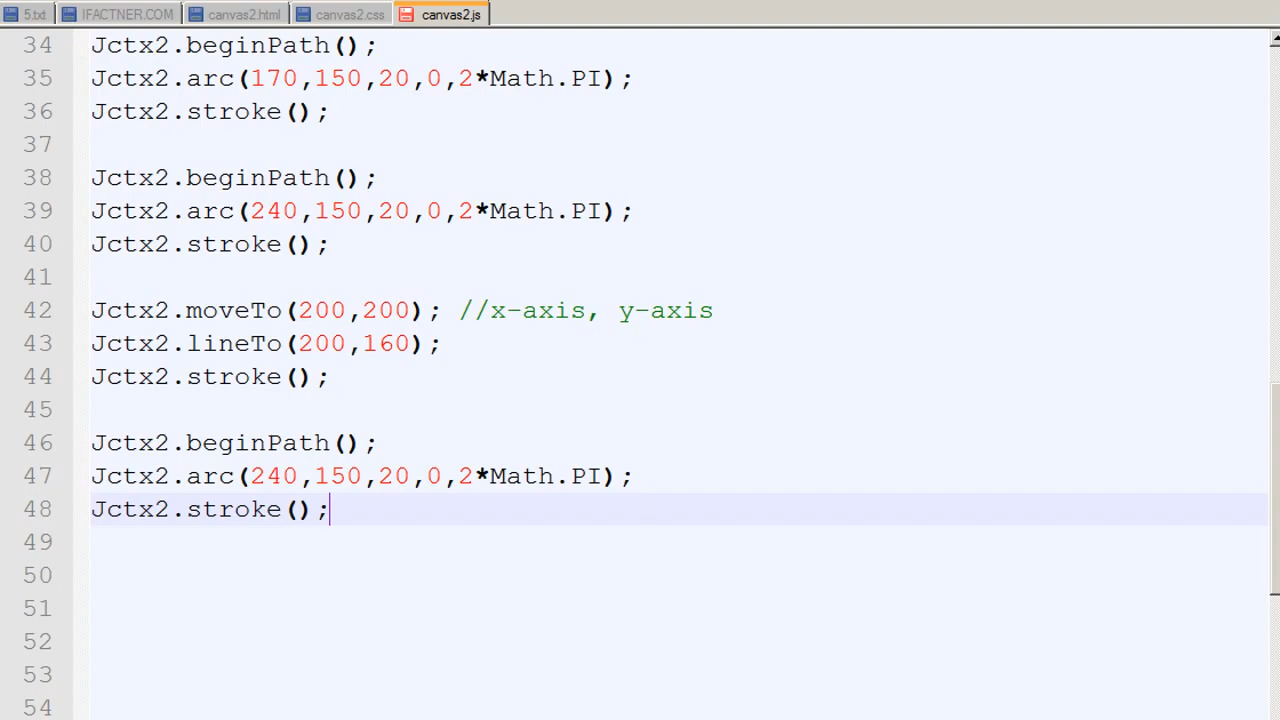 5.txt IFACTNER.COM canvas2.html canvas2.css canvas2.js
34 Jctx2.beginPath();
35 Jctx2.arc(170,150,20,0,2*Math.PI);
36 Jctx2.stroke();
37
38 Jctx2.beginPath();
39 Jctx2.arc(240,150,20,0,2*Math.PI);
40 Jctx2.stroke();
41
42 Jctx2.moveTo(200,200); //x-axis, y-axis
43 Jctx2.lineTo(200,160);
44 Jctx2.stroke();
45
46 Jctx2.beginPath();
47 Jctx2.arc(240,150,20,0,2*Math.PI);
48 Jctx2.stroke();
49
50
51
52
53
54